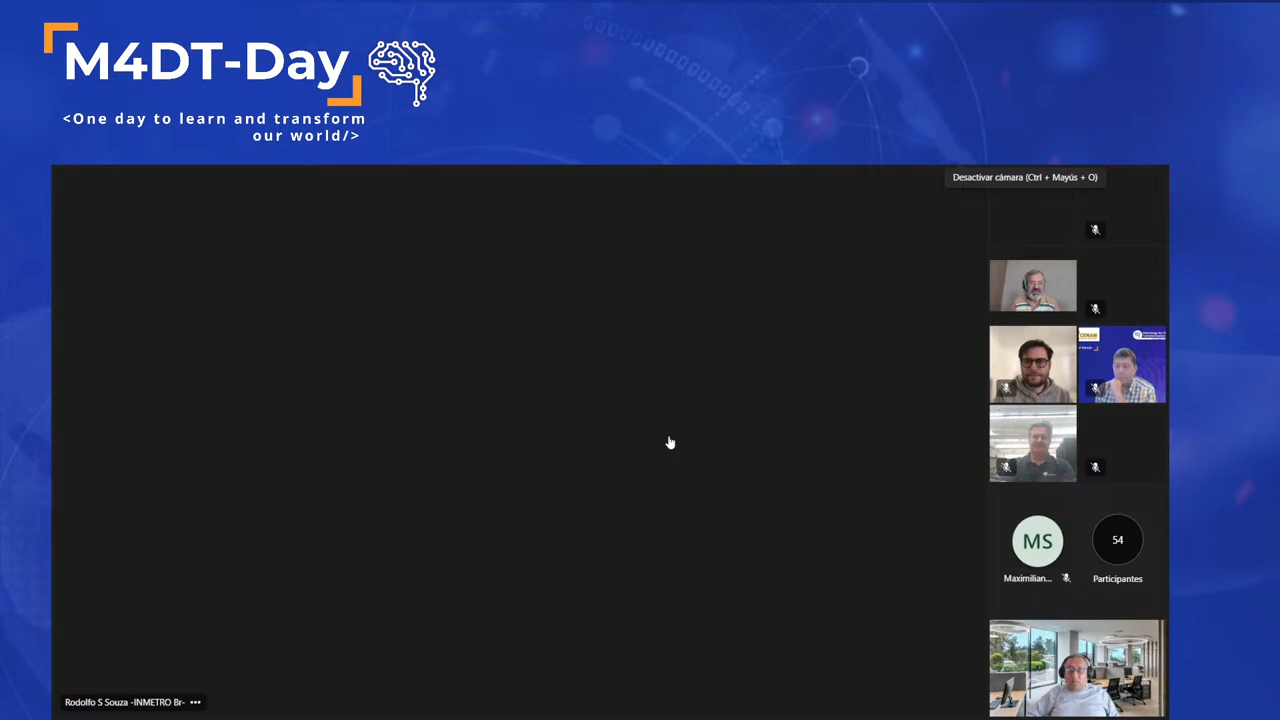 M4DT-Day
<One day to learn and transform
our world/>
Desactivar cámara (Ctrl + Mayús + O)
CENAM
MS
54
Maximilian...
Participantes
Rodolfo S Souza -INMETRO Br-